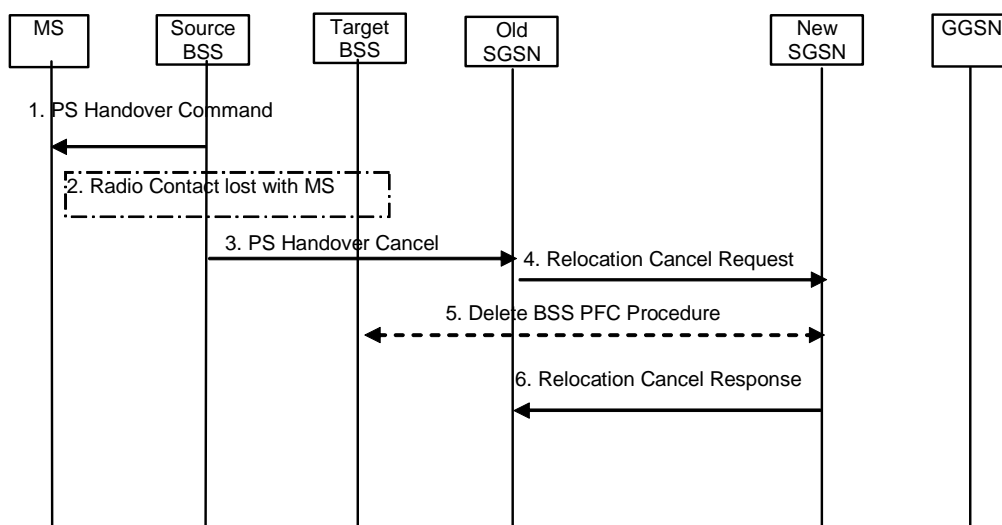 MS
Source
BSS
Target
BSS
Old
SGSN
New
SGSN
GGSN
1. PS Handover Command
2. Radio Contact lost with MS
3. PS Handover Cancel
4. Relocation Cancel Request
5. Delete BSS PFC Procedure
6. Relocation Cancel Response